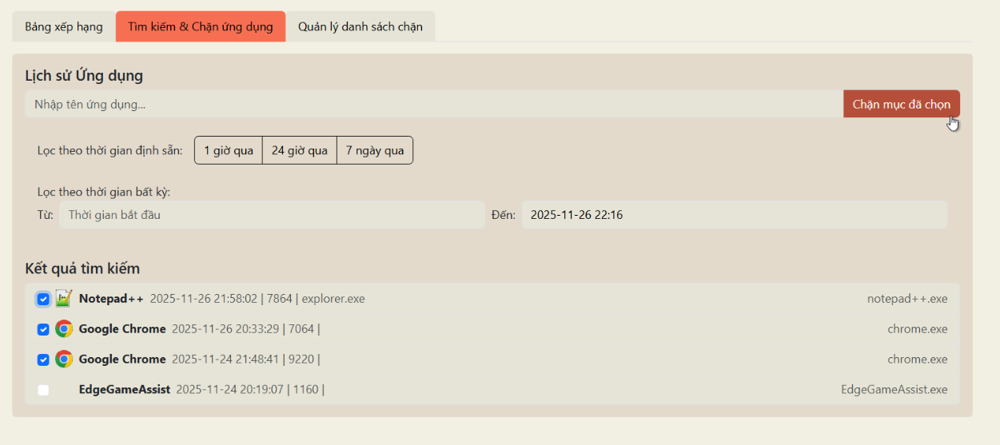 Bảng xếp hạng Tìm kiếm & Chặn ứng dụng Quản lý danh sách chặn
Lịch sử Ứng dụng
Nhập tên ứng dụng... Chặn mục đã chọn
Lọc theo thời gian định sẵn: 1 giờ qua 24 giờ qua 7 ngày qua
Lọc theo thời gian bất kỳ:
Từ: Thời gian bắt đầu Đến: 2025-11-26 22:16
Kết quả tìm kiếm
Notepad++ 2025-11-26 21:58:02 | 7864 | explorer.exe notepad++.exe
Google Chrome 2025-11-26 20:33:29 | 7064 | chrome.exe
Google Chrome 2025-11-24 21:48:41 | 9220 | chrome.exe
EdgeGameAssist 2025-11-24 20:19:07 | 1160 | EdgeGameAssist.exe